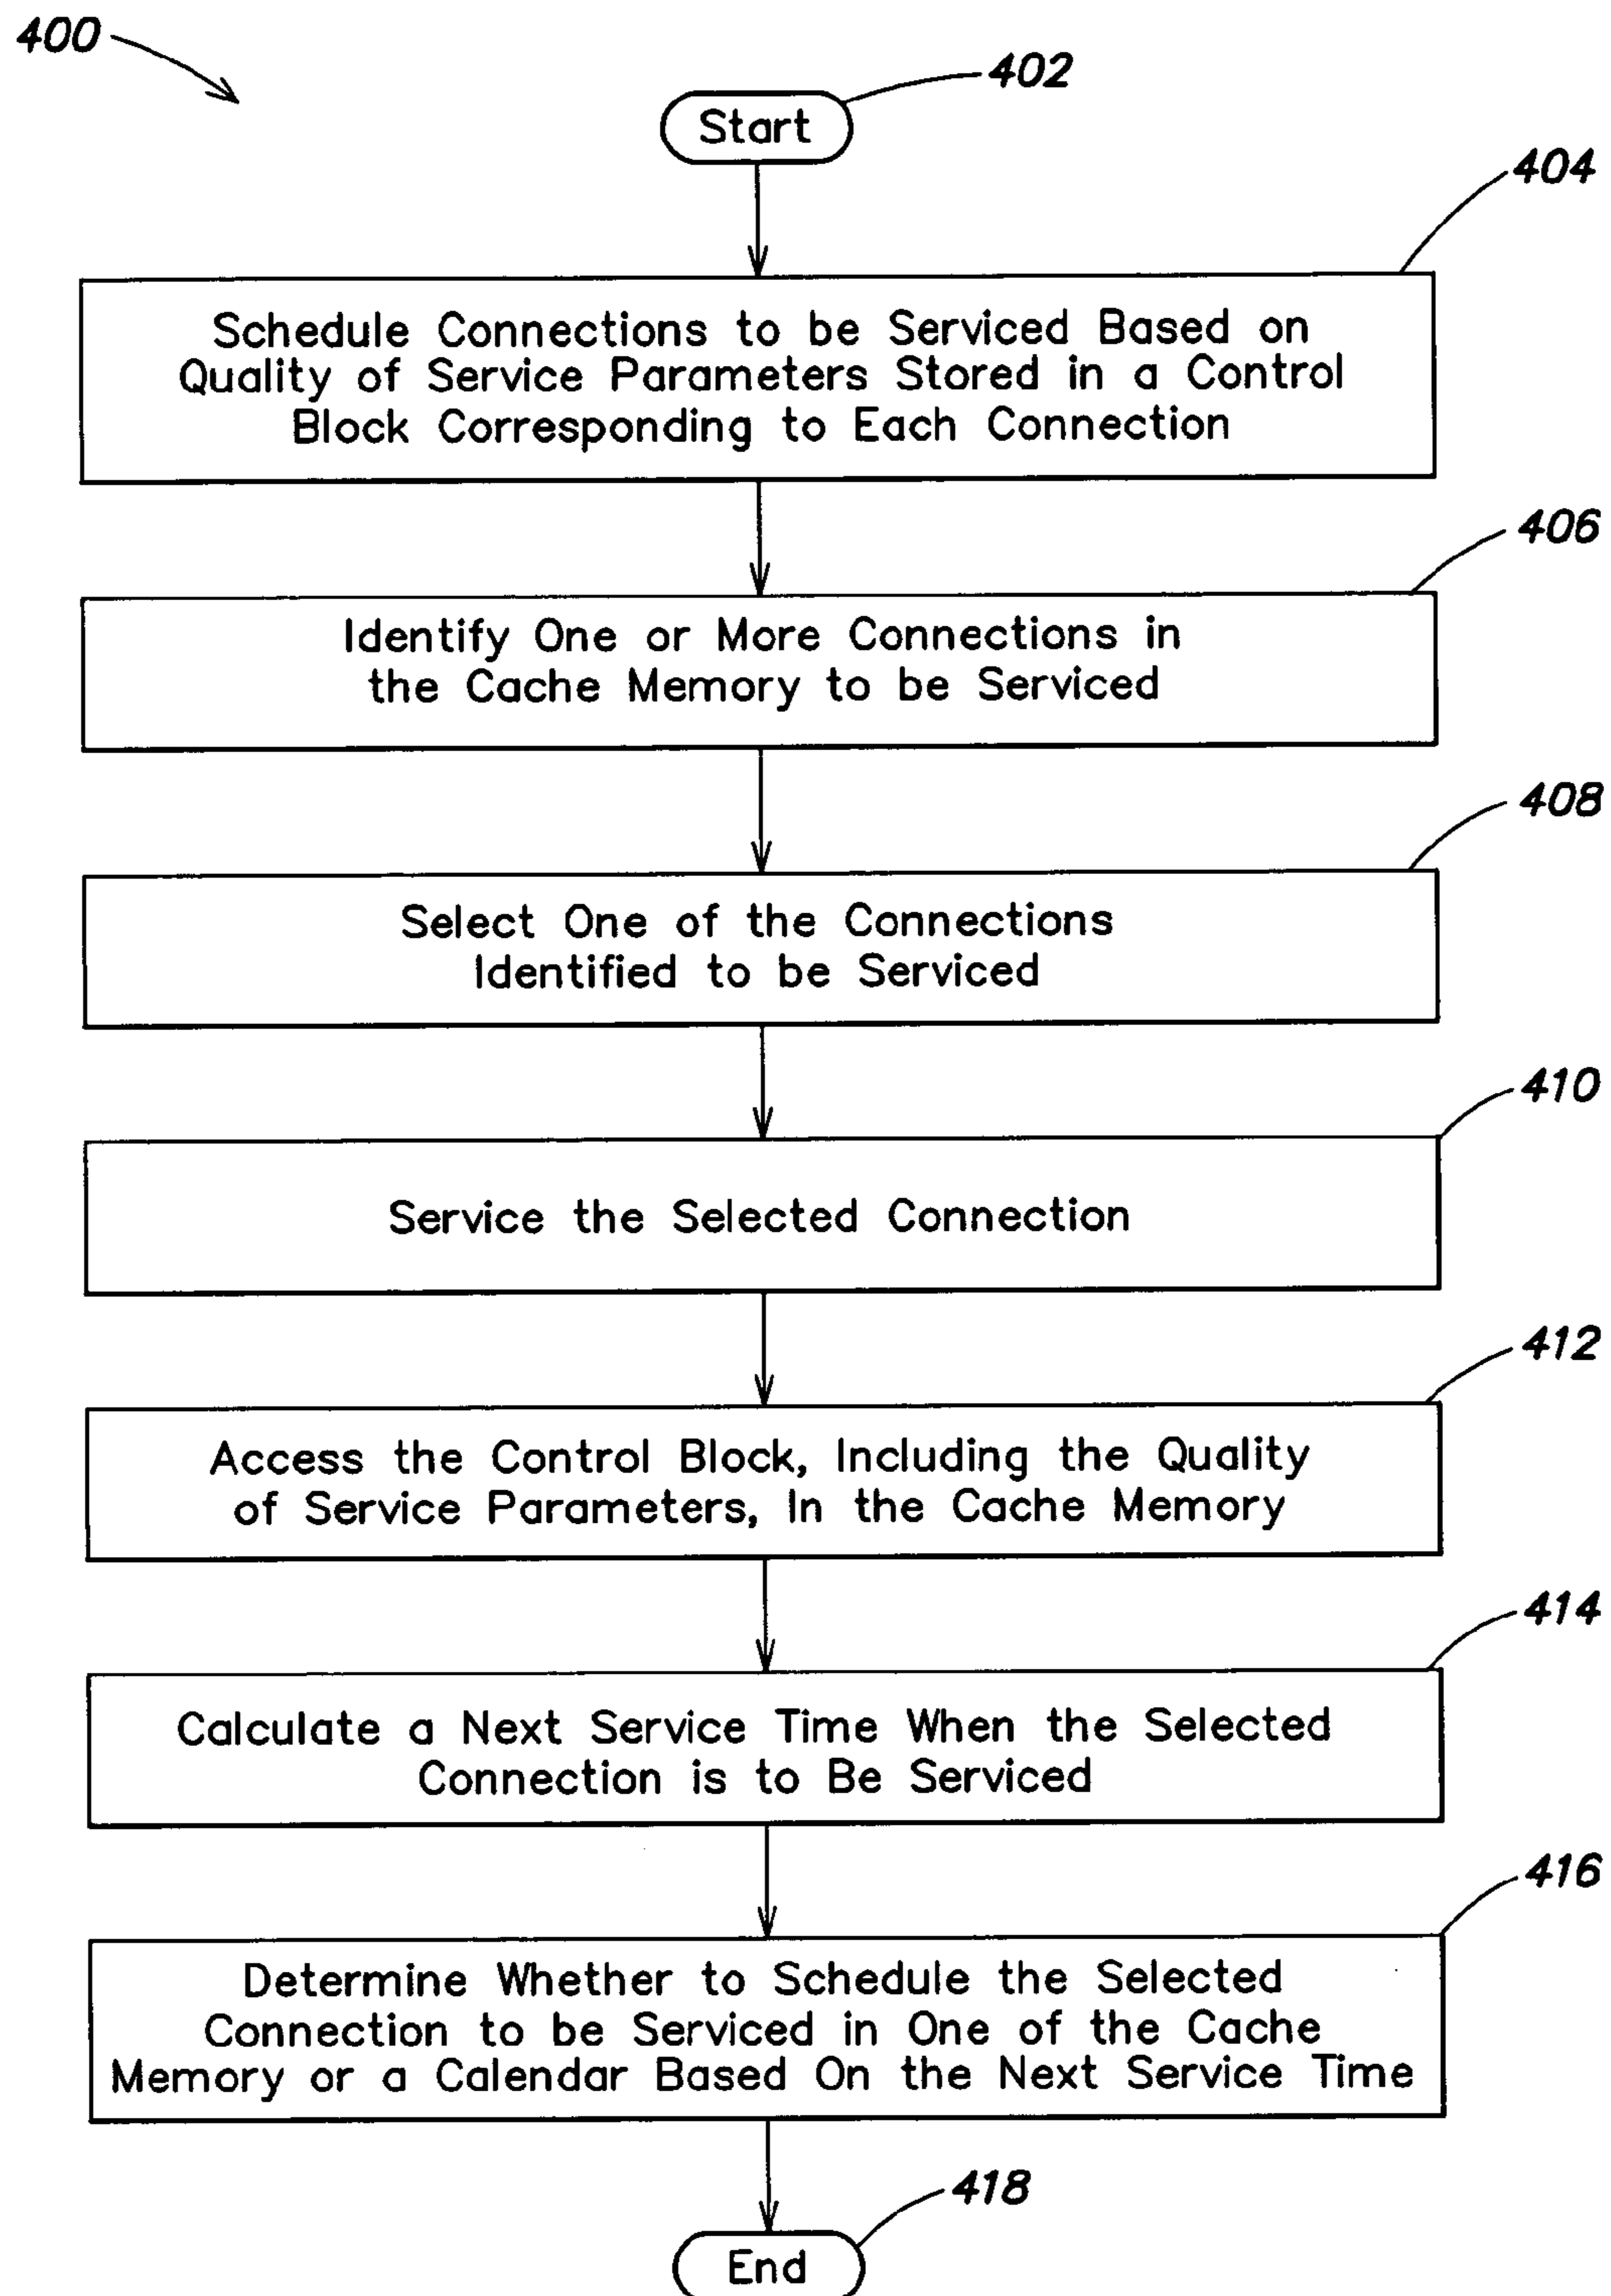 400
402
Start
404
Schedule Connections to be Serviced Based on
Quality of Service Parameters Stored in a Control
Block Corresponding to Each Connection
406
Identify One or More Connections in
the Cache Memory to be Serviced
408
Select One of the Connections
Identified to be Serviced
410
Service the Selected Connection
412
Access the Control Block, Including the Quality
of Service Parameters, In the Cache Memory
414
Calculate a Next Service Time When the Selected
Connection is to Be Serviced
416
Determine Whether to Schedule the Selected
Connection to be Serviced in One of the Cache
Memory or a Calendar Based On the Next Service Time
418
End